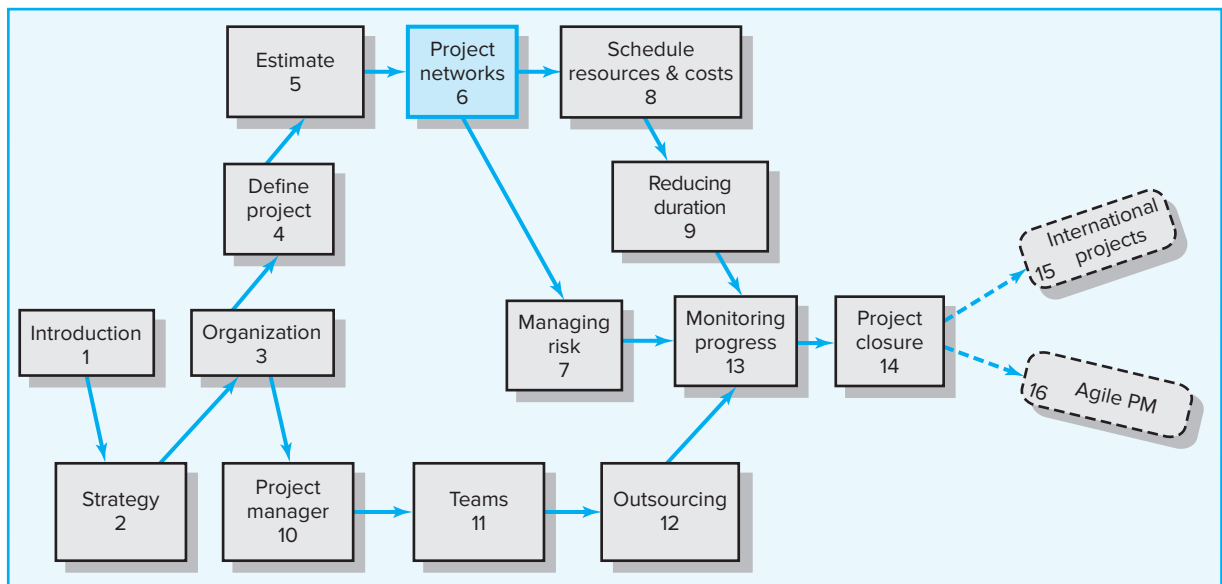 Estimate
5
Project
networks
6
Schedule
resources & costs
8
Define
project
4
Reducing
duration
9
International
projects
15
Introduction
1
Organization
3
Managing
risk
7
Monitoring
progress
13
Project
closure
14
16 Agile PM
Strategy
2
Project
manager
10
Teams
11
Outsourcing
12